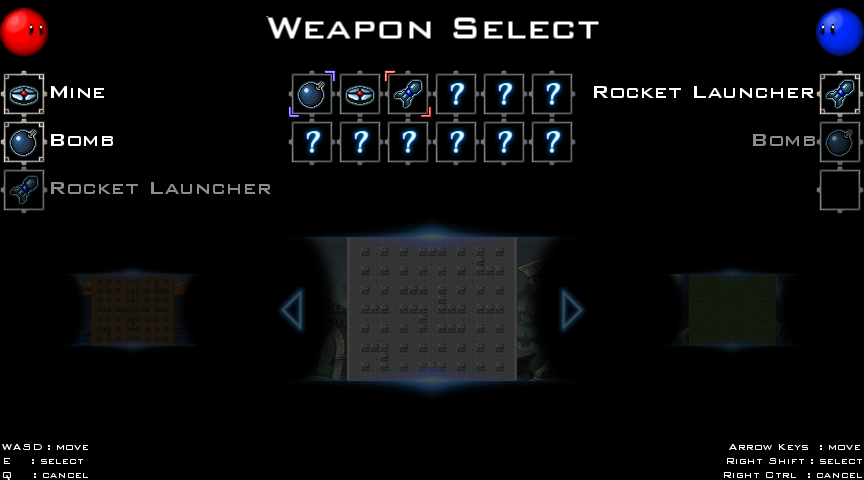 Weapon Select
Mine
Rocket Launcher
? ? ?
Bomb
? ? ? ? ? ?
Bomb
Rocket Launcher
WASD : move
E : select
Q : cancel
Arrow Keys : move
Right Shift : select
Right Ctrl : cancel